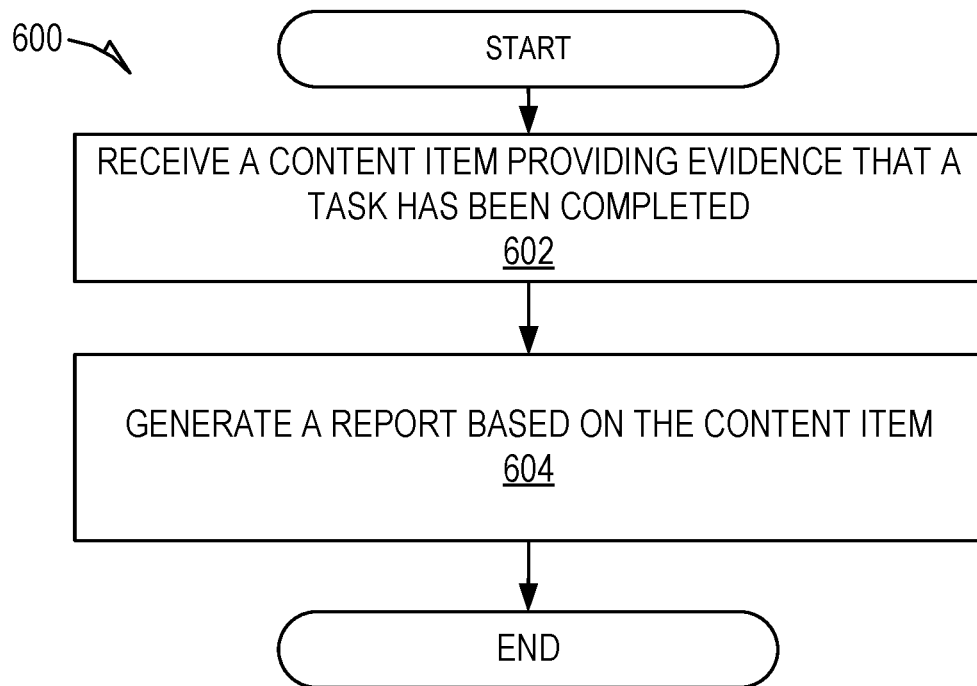 600
START
RECEIVE A CONTENT ITEM PROVIDING EVIDENCE THAT A
TASK HAS BEEN COMPLETED
602
GENERATE A REPORT BASED ON THE CONTENT ITEM
604
END